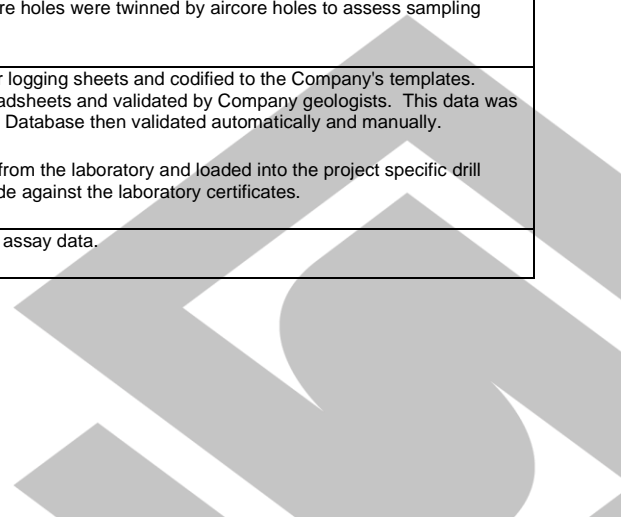 re holes were twinned by aircore holes to assess sampling
r logging sheets and codified to the Company's templates.
adsheets and validated by Company geologists. This data was
Database then validated automatically and manually.
from the laboratory and loaded into the project specific drill
de against the laboratory certificates.
assay data.